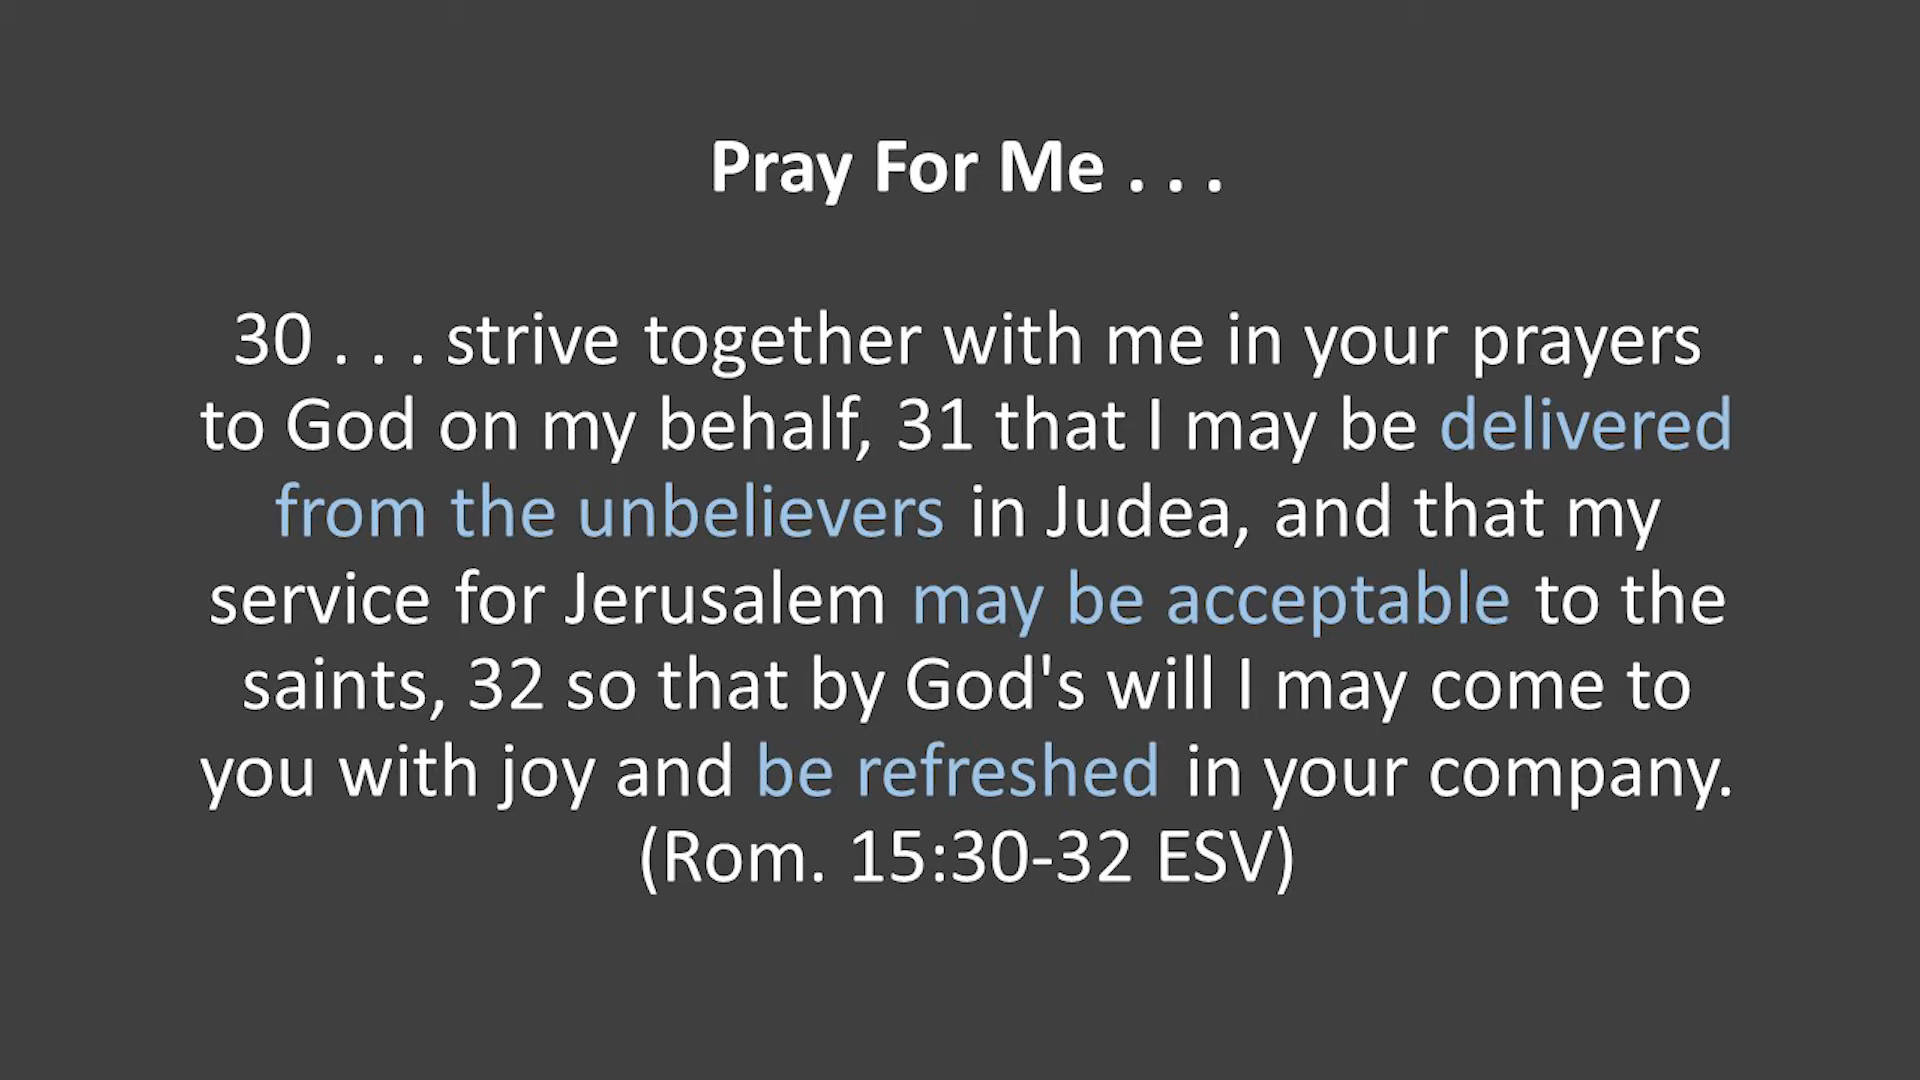 Pray For Me . . .
30 . . . strive together with me in your prayers
to God on my behalf, 31 that I may be delivered
from the unbelievers in Judea, and that my
service for Jerusalem may be acceptable to the
saints, 32 so that by God's will I may come to
you with joy and be refreshed in your company.
(Rom. 15:30-32 ESV)